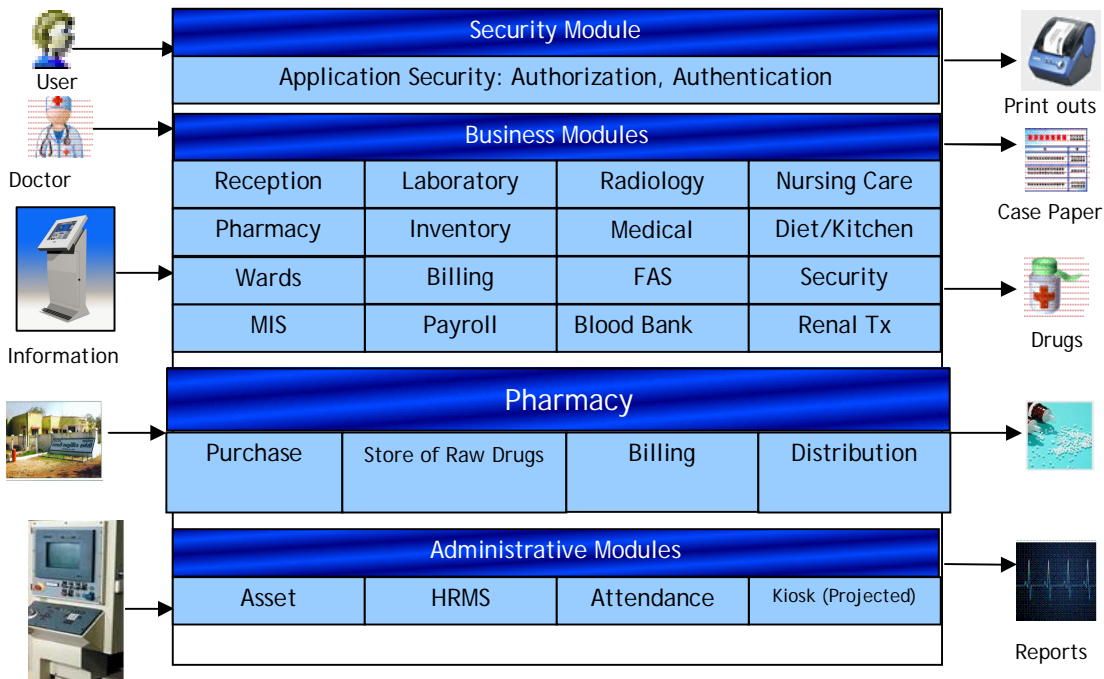 Security Module
Application Security: Authorization, Authentication
User
Print outs
Business Modules
Doctor
Reception Laboratory Radiology Nursing Care
Case Paper
Pharmacy Inventory Medical Diet/Kitchen
Wards Billing FAS Security
MIS Payroll Blood Bank Renal Tx
Information
Drugs
Pharmacy
Purchase Store of Raw Drugs Billing Distribution
Administrative Modules
Asset HRMS Attendance Kiosk (Projected)
Reports